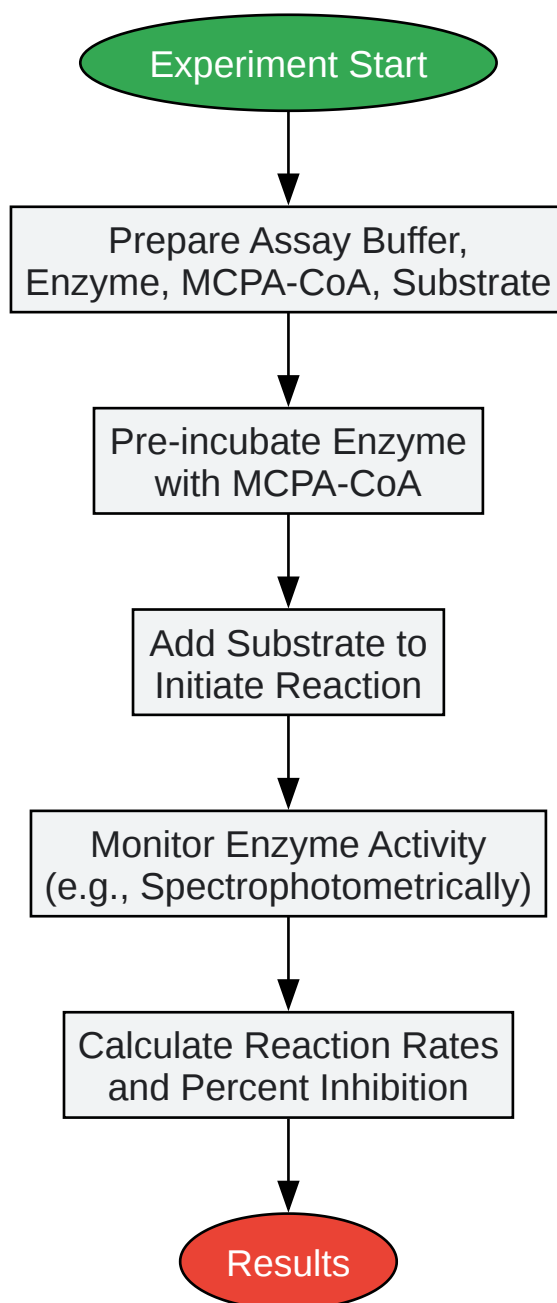 Experiment Start
Prepare Assay Buffer,
Enzyme, MCPA-CoA, Substrate
Pre-incubate Enzyme
with MCPA-CoA
Add Substrate to
Initiate Reaction
Monitor Enzyme Activity
(e.g., Spectrophotometrically)
Calculate Reaction Rates
and Percent Inhibition
Results